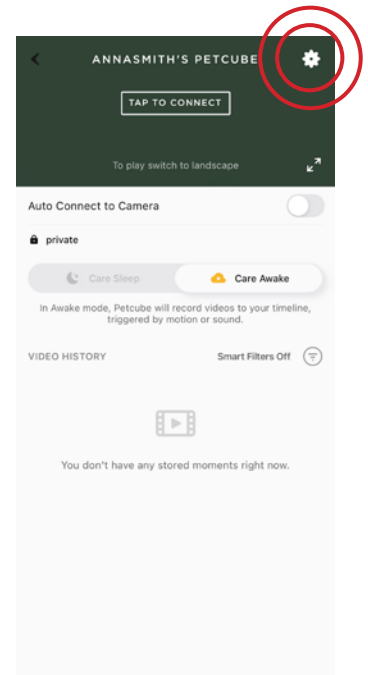 ANNASMITH'S PETCUBE
TAP TO CONNECT
To play switch to landscape
Auto Connect to Camera
private
Care Sleep
Care Awake
In Awake mode, Petcube will record videos to your timeline,
triggered by motion or sound.
VIDEO HISTORY
Smart Filters Off
You don't have any stored moments right now.